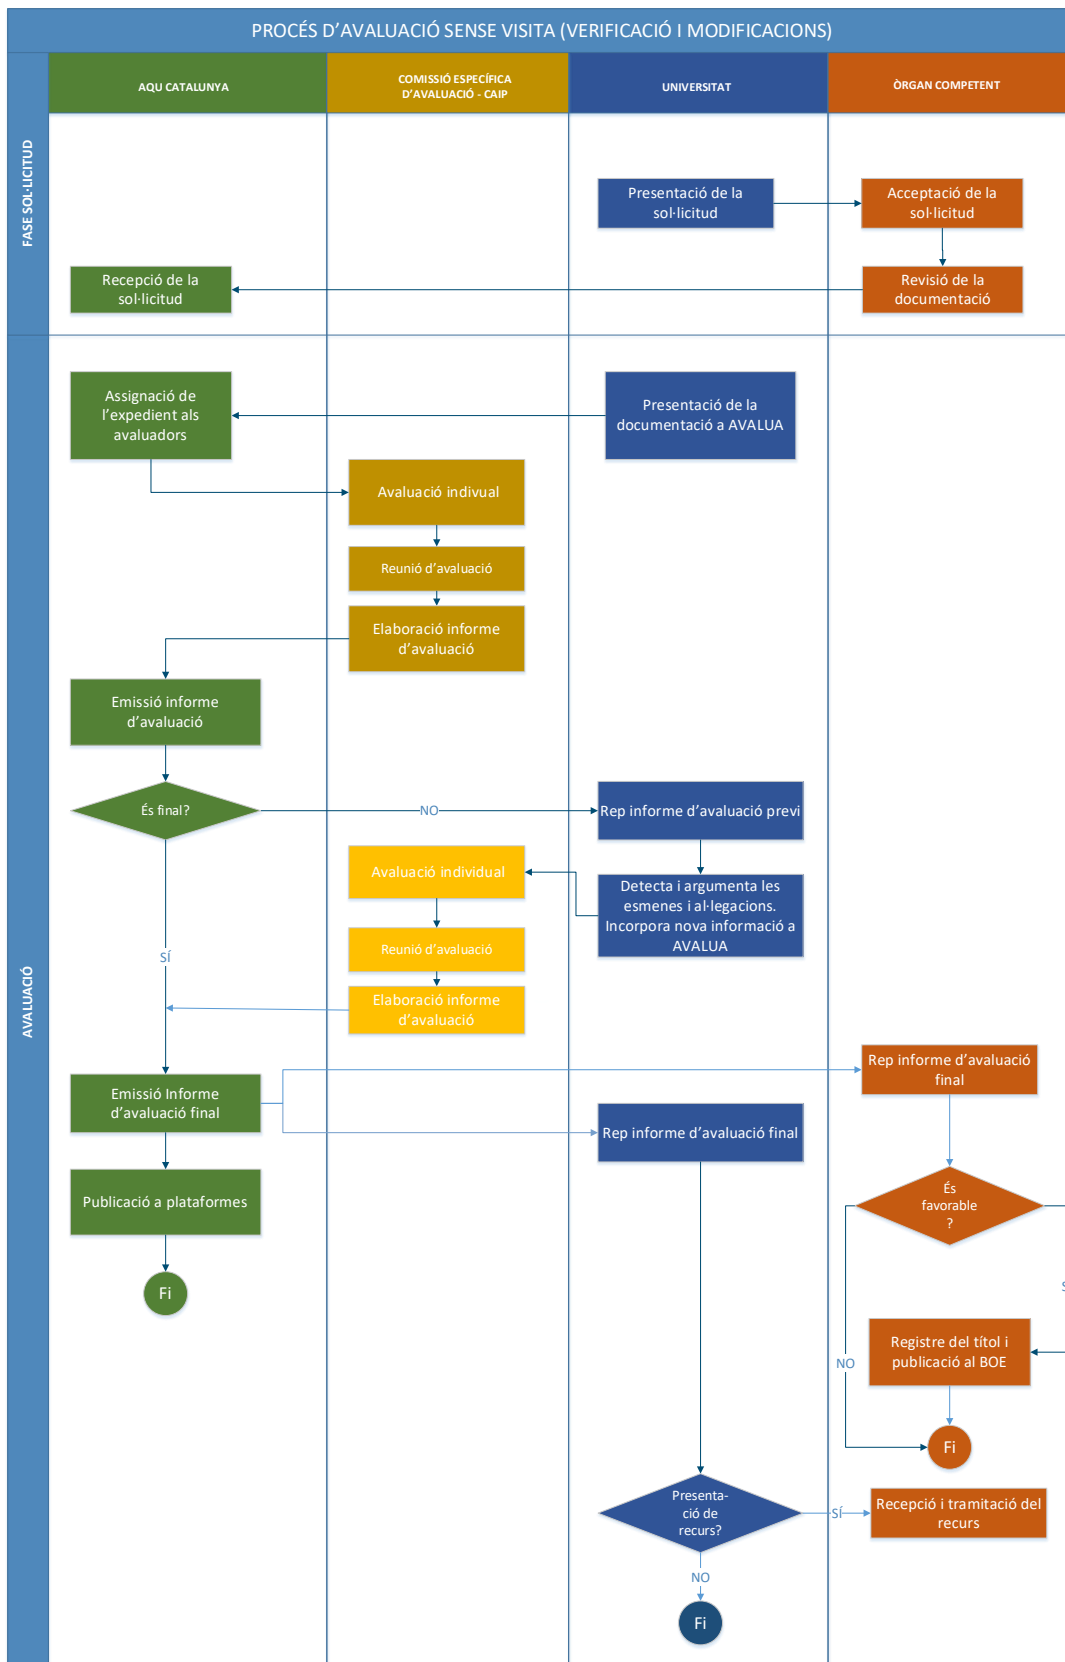 PROCÉS D’AVALUACIÓ SENSE VISITA (VERIFICACIÓ I MODIFICACIONS)
AQU CATALUNYA
COMISSIÓ ESPECÍFICA
D’AVALUACIÓ - CAIP
UNIVERSITAT
ÒRGAN COMPETENT
FASE SOL·LICITUD
Presentació de la
sol·licitud
Acceptació de la
sol·licitud
Recepció de la
sol·licitud
Revisió de la
documentació
AVALUACIÓ
Assignació de
l’expedient als
avaluadors
Presentació de la
documentació a AVALUA
Avaluació indivual
Reunió d’avaluació
Elaboració informe
d’avaluació
Emissió informe
d’avaluació
És final?
NO
Rep informe d’avaluació previ
Avaluació individual
Detecta i argumenta les
esmenes i al·legacions.
Incorpora nova informació a
AVALUA
Reunió d’avaluació
SÍ
Elaboració informe
d’avaluació
Rep informe d’avaluació
final
Emissió Informe
d’avaluació final
Rep informe d’avaluació final
Publicació a plataformes
És
favorable
?
Fi
Registre del títol i
publicació al BOE
NO
Fi
Presenta-
ció de
recurs?
SÍ
Recepció i tramitació del
recurs
NO
Fi